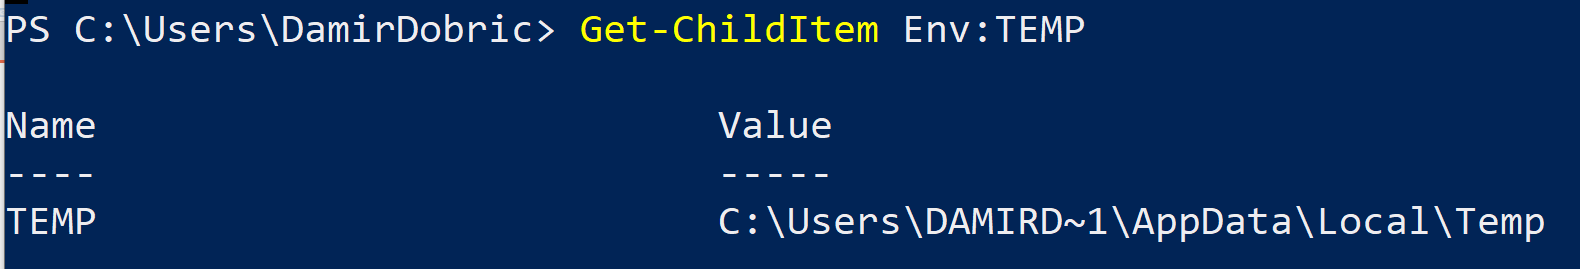 PS C:\Users\DamirDobric> Get-ChildItem Env:TEMP
Name                           Value
----                           -----
TEMP                           C:\Users\DAMIRD~1\AppData\Local\Temp